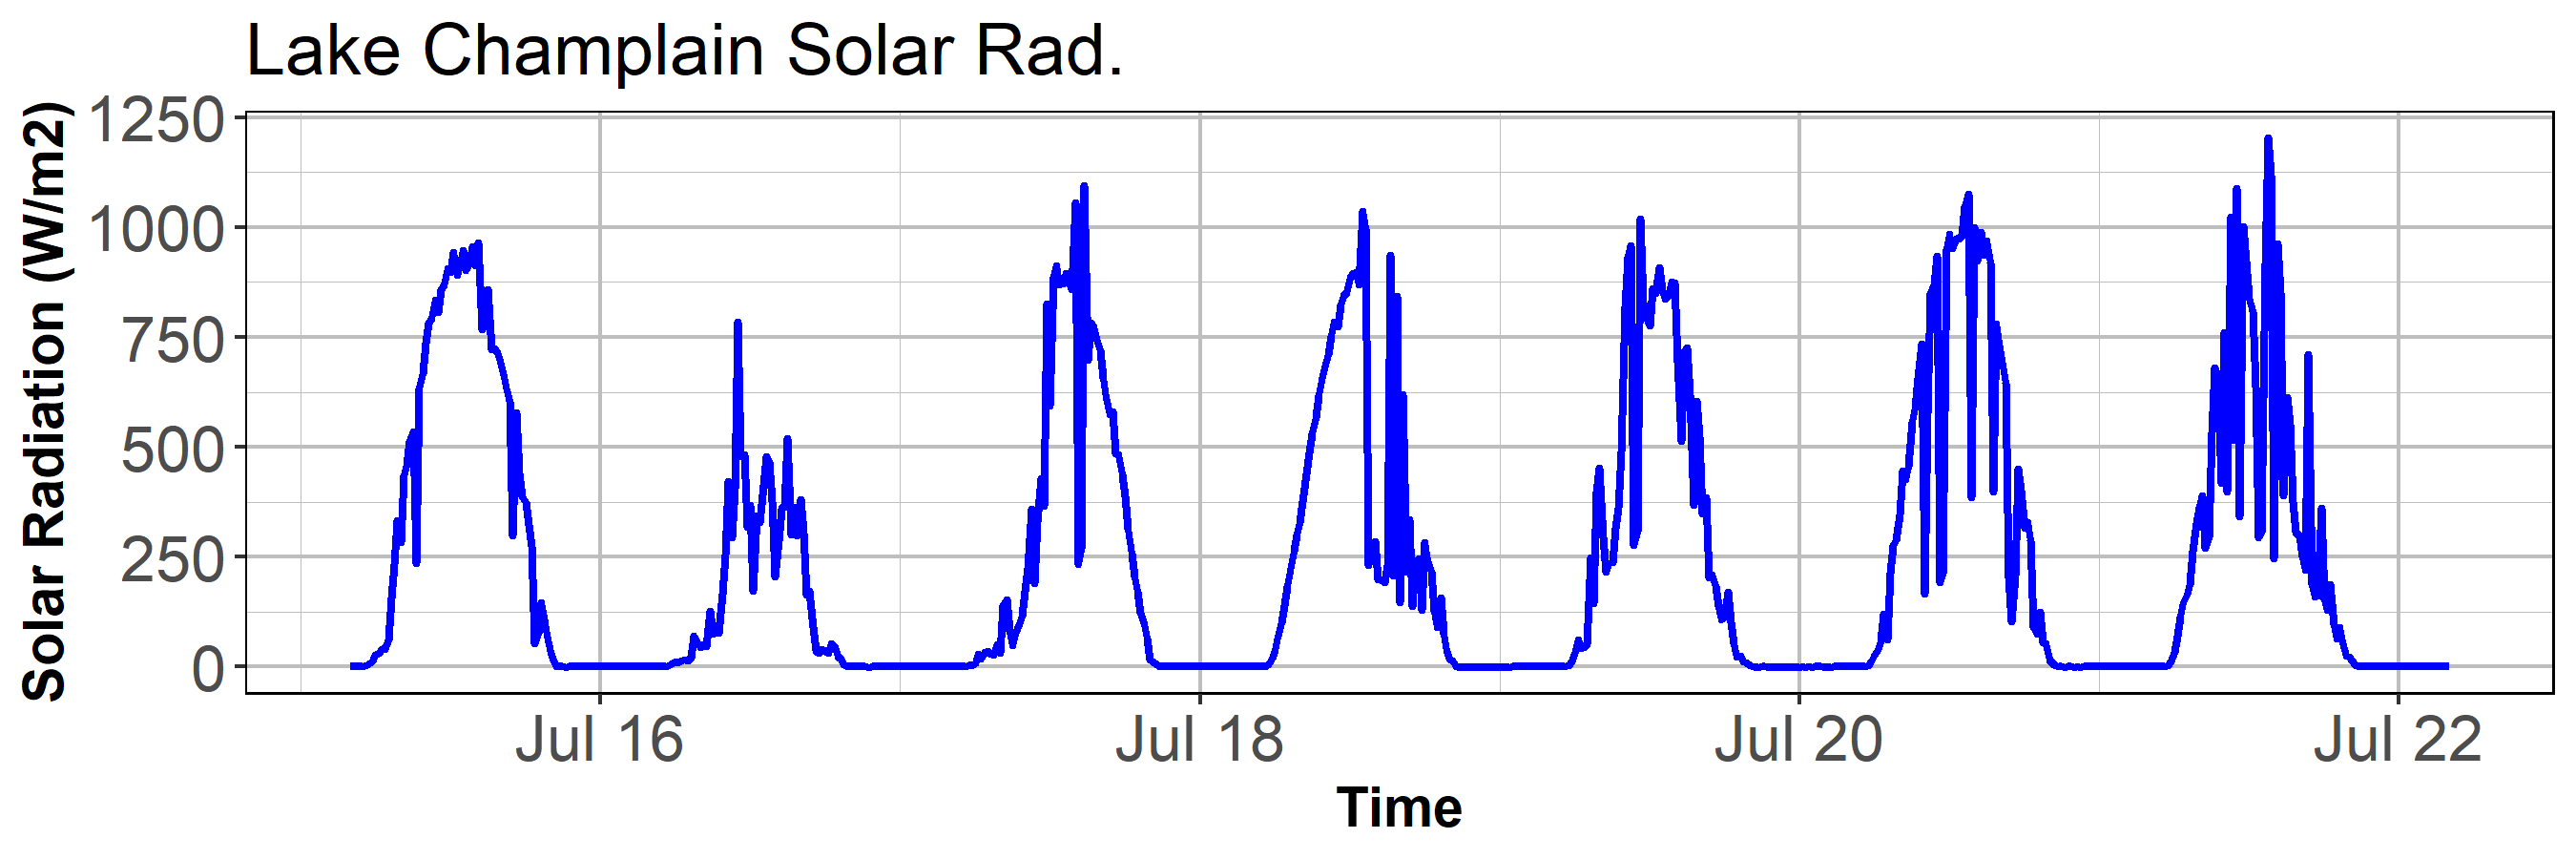 Lake Champlain Solar Rad.
Solar Radiation (W/m2)
1250
1000
750
500
250
0
Jul 16 Jul 18 Jul 20 Jul 22
Time